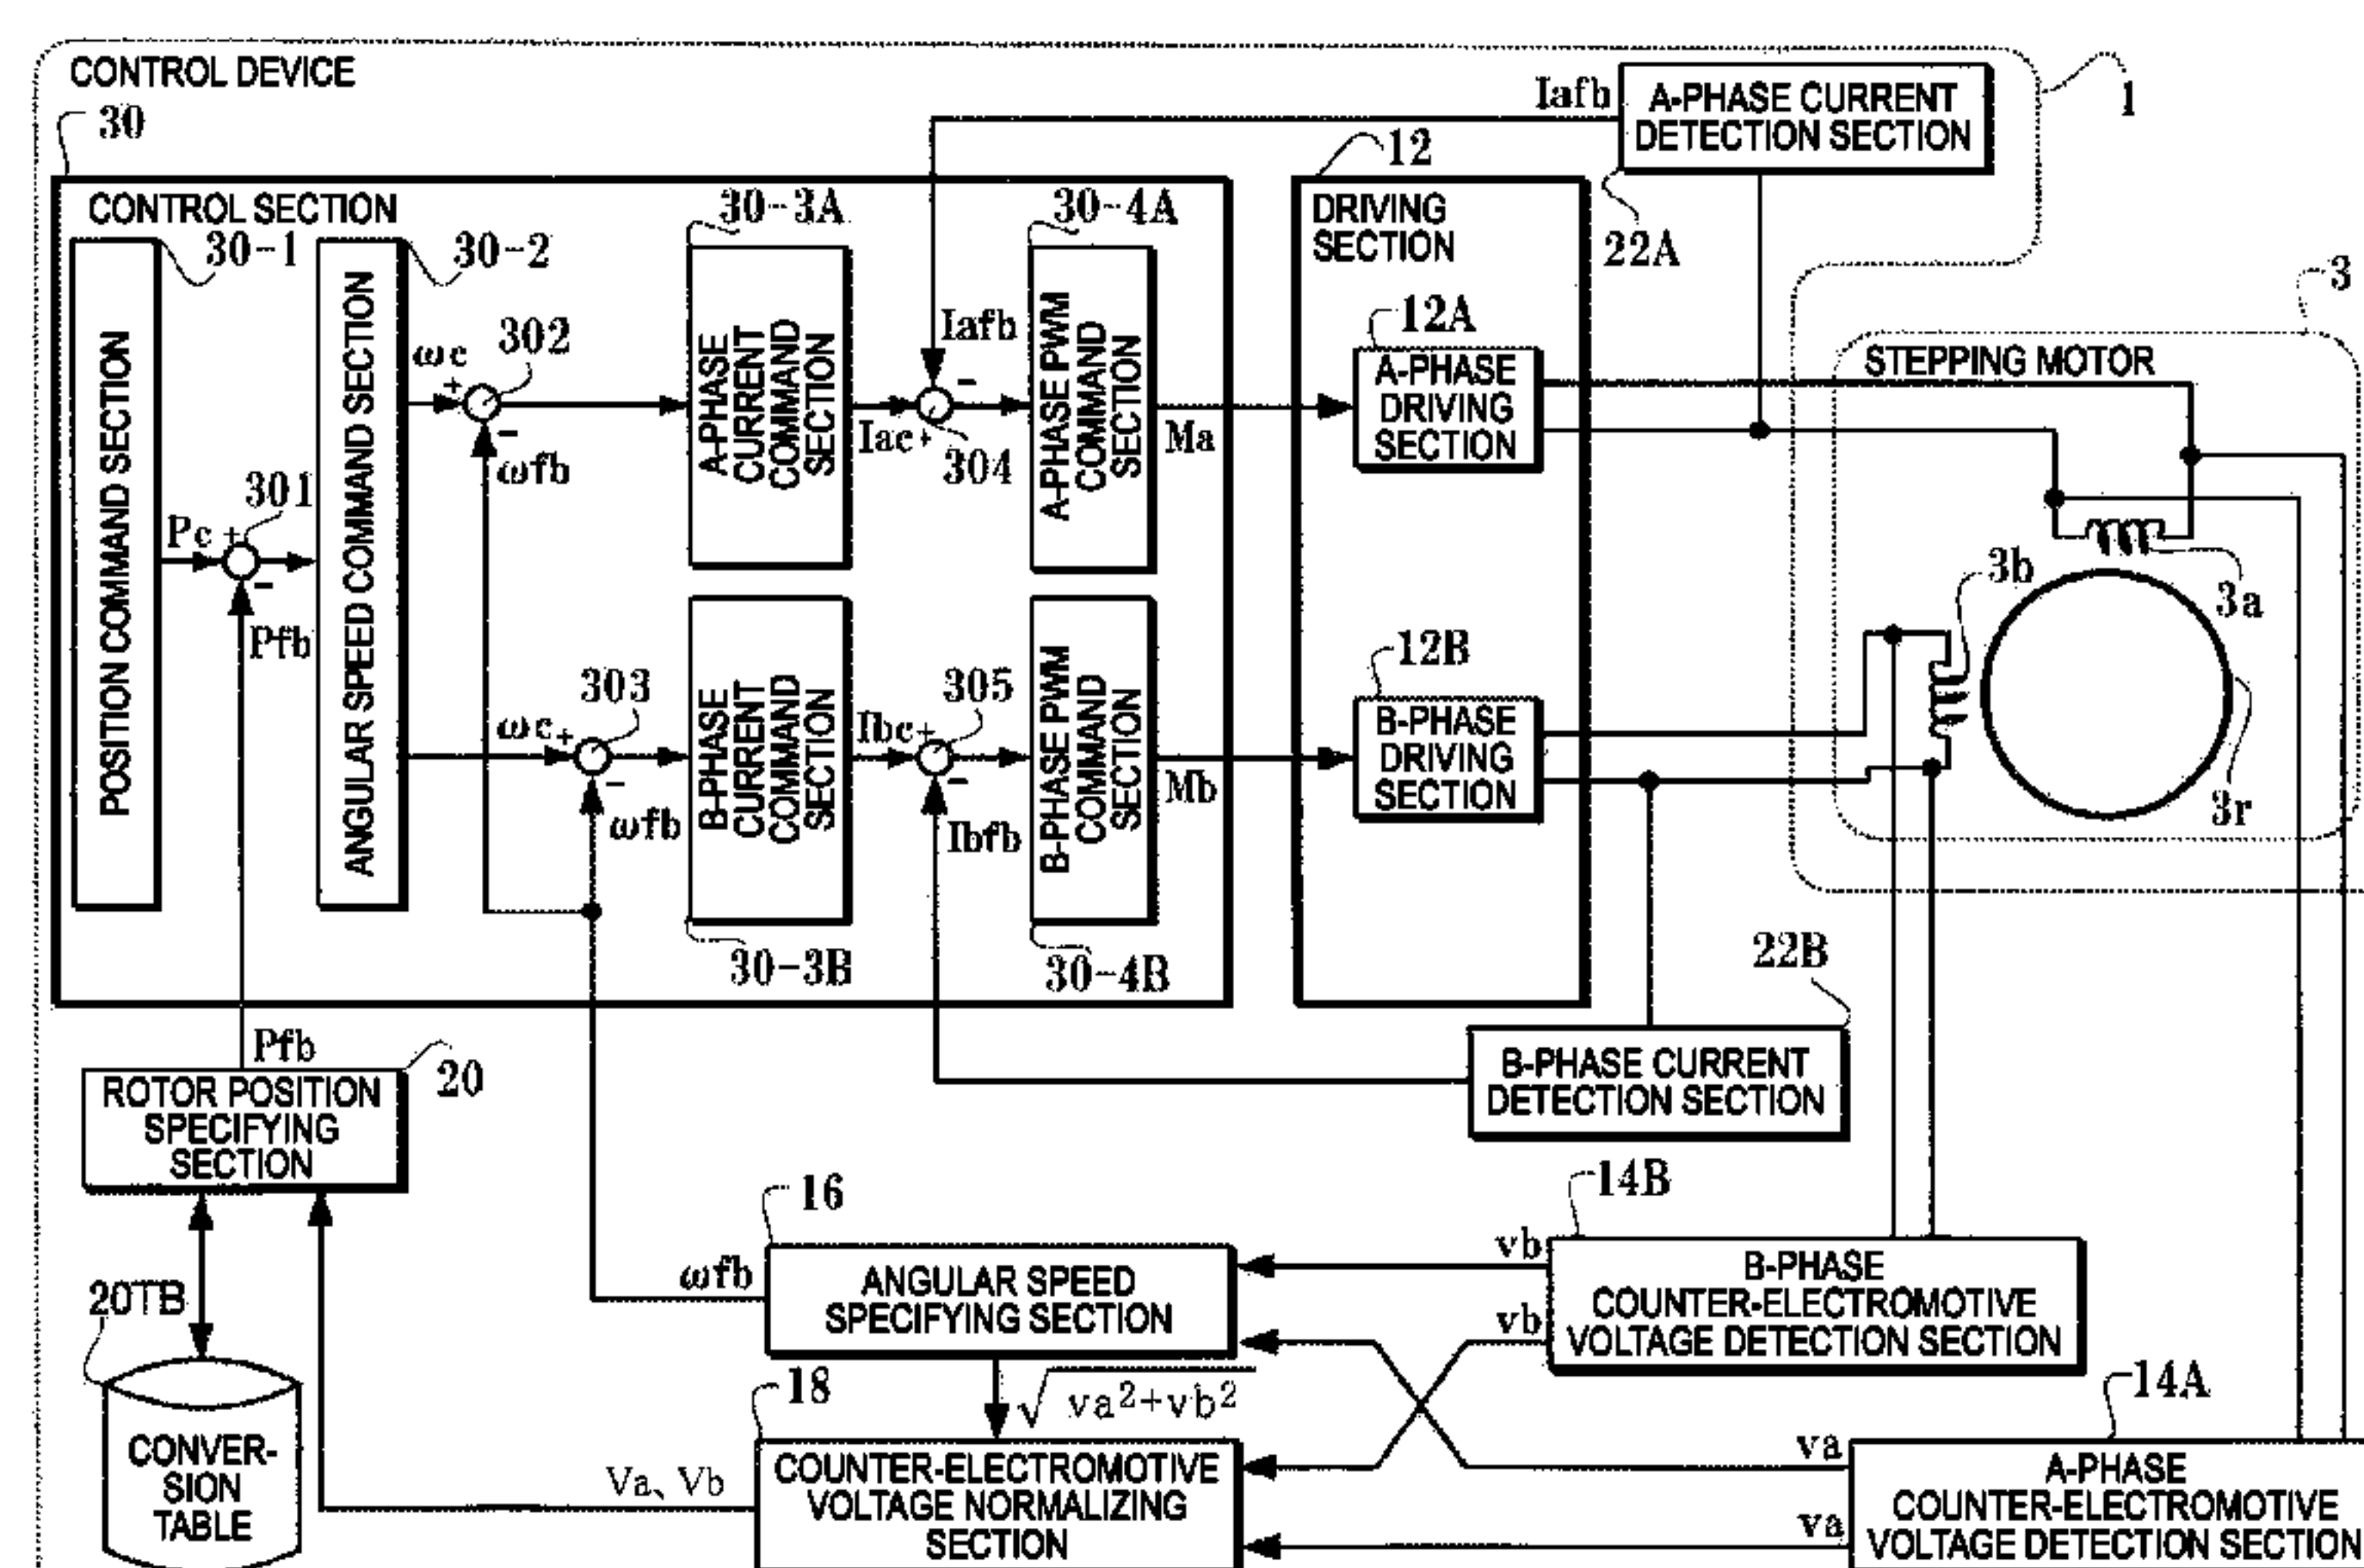 CONTROL DEVICE
1
30
Iafb
A-PHASE CURRENT
DETECTION SECTION
22A
CONTROL SECTION
30-1
POSITION COMMAND SECTION
Pc
+
301
-
Pfb
30-2
ANGULAR SPEED COMMAND SECTION
ωc
+
302
-
ωfb
ωc
+
303
-
ωfb
30-3A
A-PHASE
CURRENT
COMMAND
SECTION
Iafb
-
Iac
+
304
30-4A
A-PHASE PWM
COMMAND
SECTION
Ma
B-PHASE
CURRENT
COMMAND
SECTION
30-3B
Ibc
+
305
-
Ibfb
B-PHASE PWM
COMMAND
SECTION
30-4B
Mb
12
DRIVING
SECTION
12A
A-PHASE
DRIVING
SECTION
12B
B-PHASE
DRIVING
SECTION
3
STEPPING MOTOR
3a
3b
3r
22B
B-PHASE CURRENT
DETECTION SECTION
Pfb
20
ROTOR POSITION
SPECIFYING
SECTION
20TB
CONVER-
SION
TABLE
16
ωfb
ANGULAR SPEED
SPECIFYING SECTION
√va²+vb²
18
COUNTER-ELECTROMOTIVE
VOLTAGE NORMALIZING
SECTION
Va、Vb
14B
vb
vb
B-PHASE
COUNTER-ELECTROMOTIVE
VOLTAGE DETECTION SECTION
14A
va
va
A-PHASE
COUNTER-ELECTROMOTIVE
VOLTAGE DETECTION SECTION